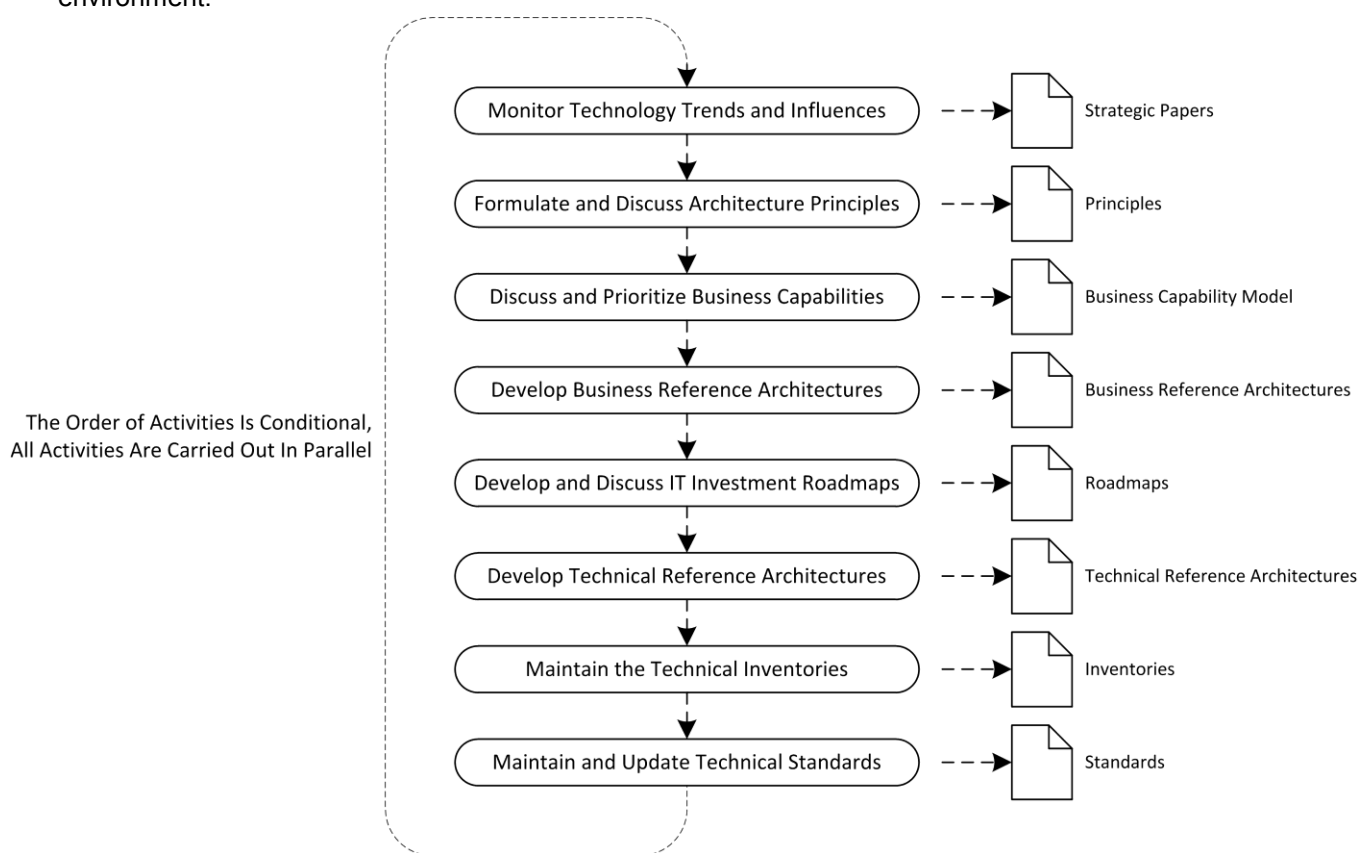 environment.
Monitor Technology Trends and Influences
Strategic Papers
Formulate and Discuss Architecture Principles
Principles
Discuss and Prioritize Business Capabilities
Business Capability Model
Develop Business Reference Architectures
Business Reference Architectures
The Order of Activities Is Conditional,
All Activities Are Carried Out In Parallel
Develop and Discuss IT Investment Roadmaps
Roadmaps
Develop Technical Reference Architectures
Technical Reference Architectures
Maintain the Technical Inventories
Inventories
Maintain and Update Technical Standards
Standards